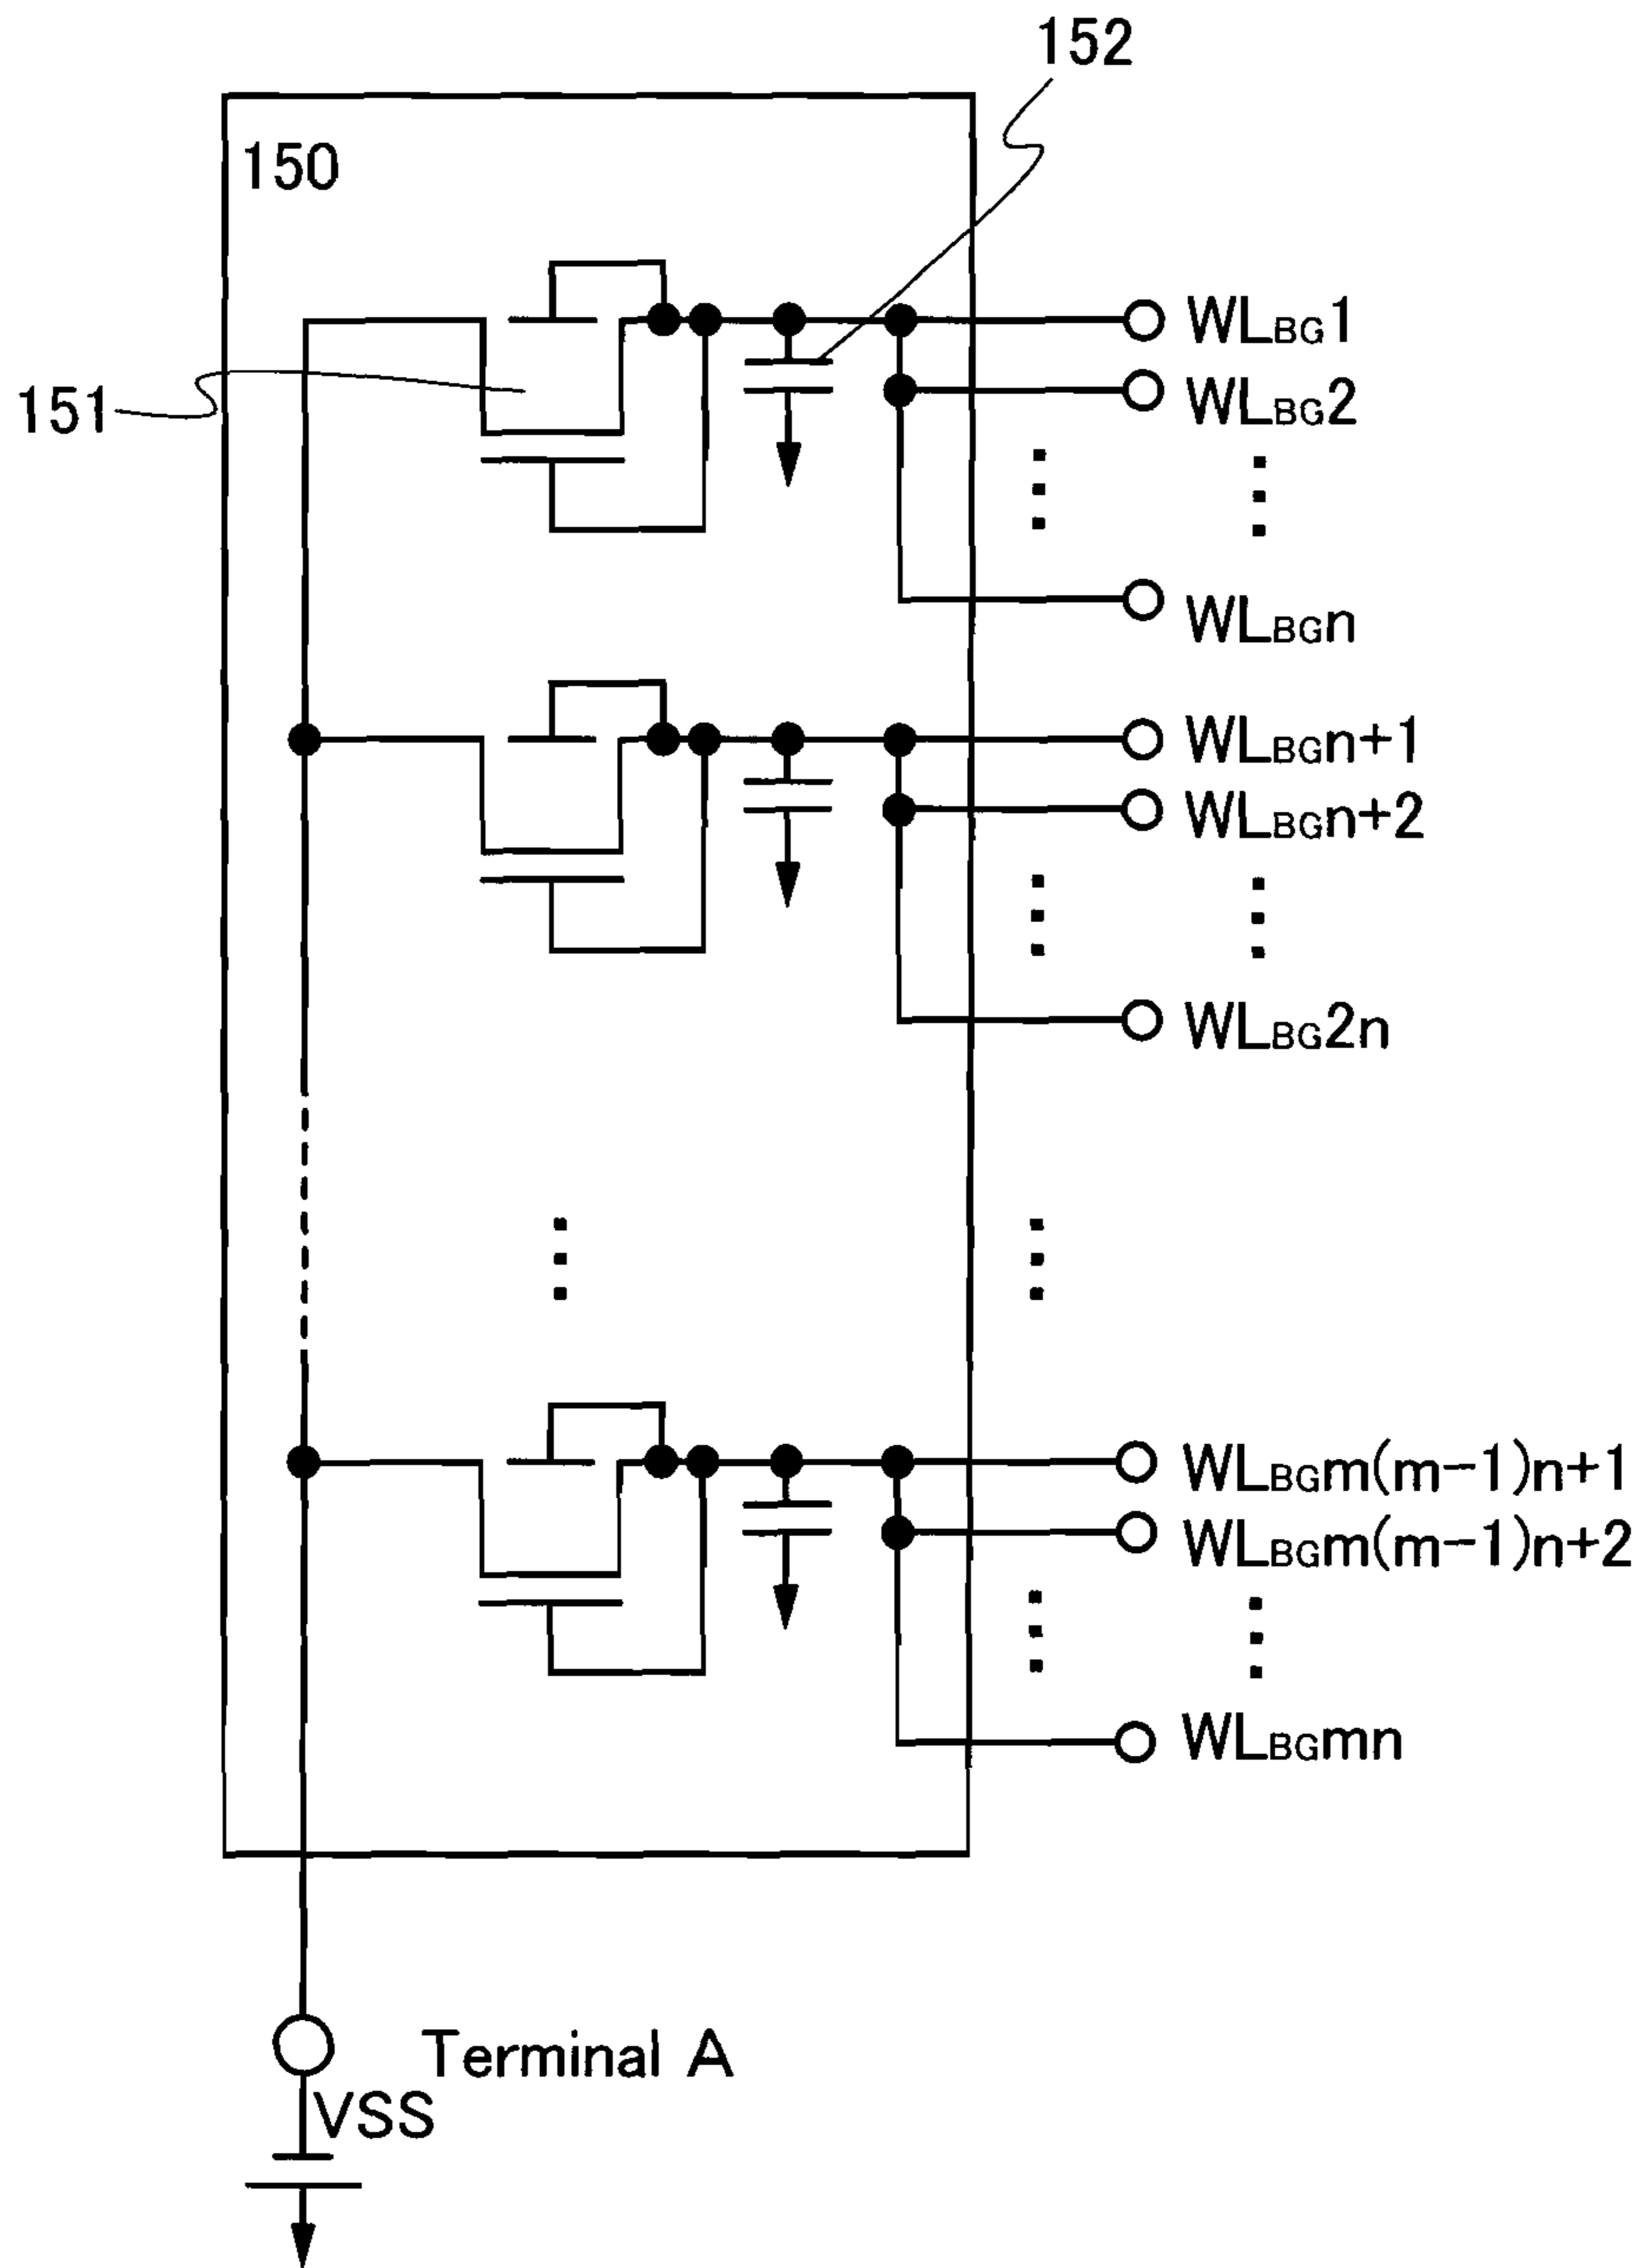 152
150
WLBG1
151
WLBG2
WLBGn
WLBGn+1
WLBGn+2
WLBG2n
WLBGm(m-1)n+1
WLBGm(m-1)n+2
WLBGmn
Terminal A
VSS